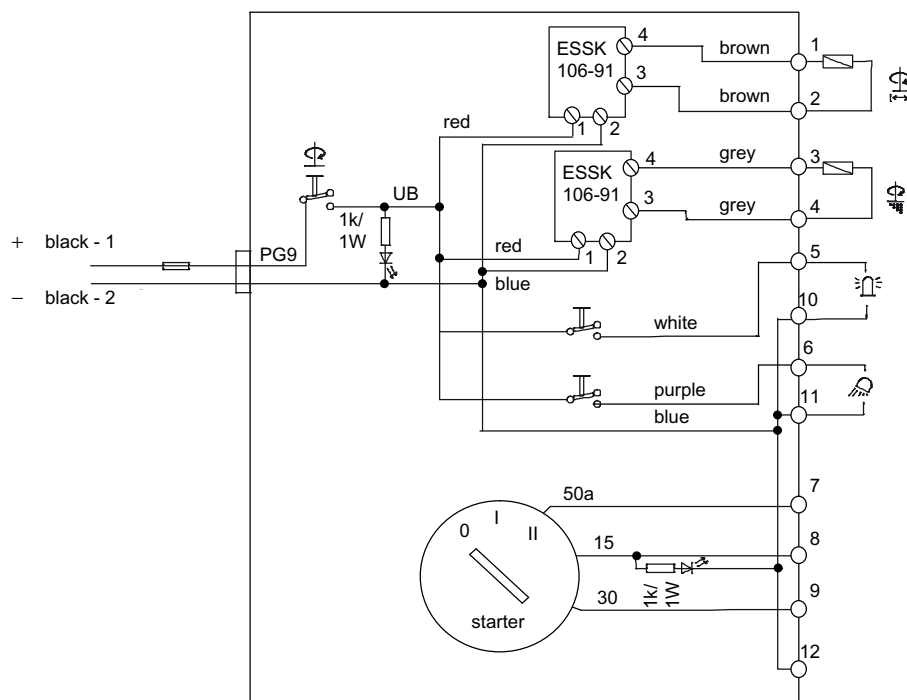 ESSK
106-91
4
3
1
2
brown
brown
1
2
red
ESSK
106-91
4
3
1
2
grey
grey
3
4
UB
1k/
1W
red
+ black - 1
PG9
− black - 2
blue
5
10
white
6
purple
11
blue
50a
7
0
I
II
15
8
1k/
1W
30
9
starter
12